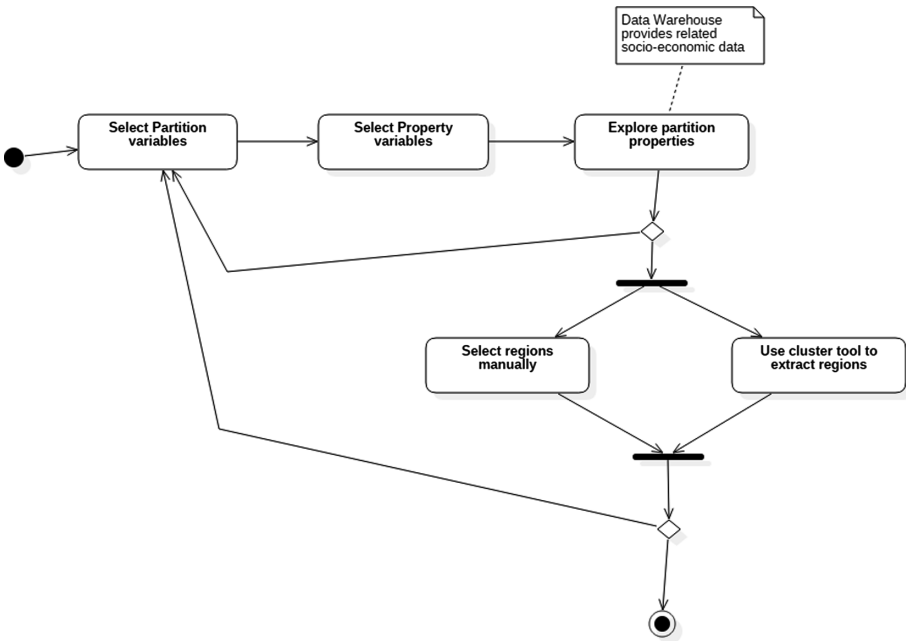 Data Warehouse
provides related
socio-economic data
Select Partition
variables
Select Property
variables
Explore partition
properties
Select regions
manually
Use cluster tool to
extract regions